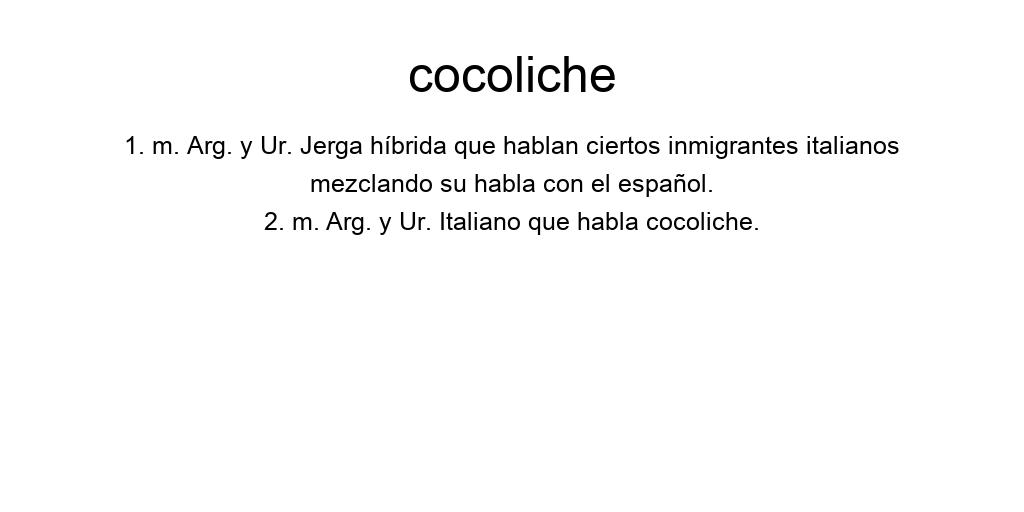 cocoliche
1. m. Arg. y Ur. Jerga híbrida que hablan ciertos inmigrantes italianos
mezclando su habla con el español.
2. m. Arg. y Ur. Italiano que habla cocoliche.